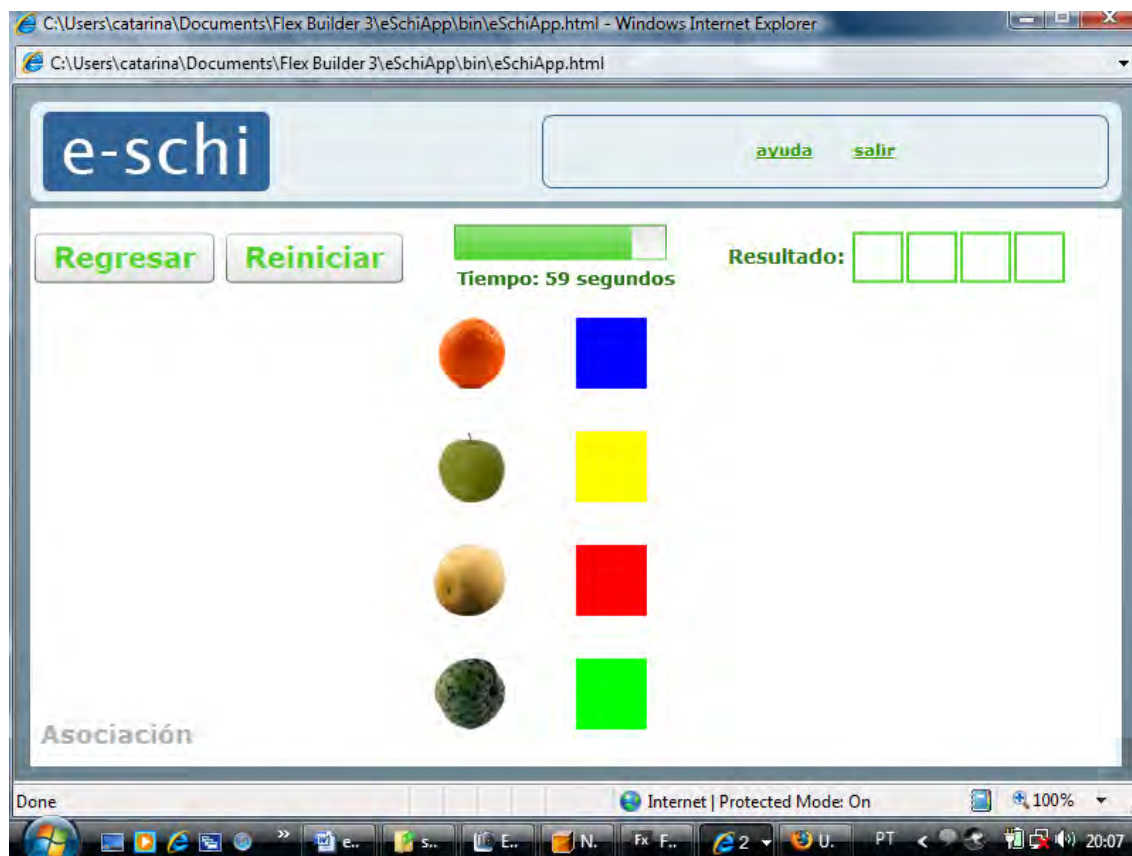 C:\Users\catarina\Documents\Flex Builder 3\eSchiApp\bin\eSchiApp.html - Windows Internet Explorer
C:\Users\catarina\Documents\Flex Builder 3\eSchiApp\bin\eSchiApp.html
e-schi
ayuda salir
Regresar Reiniciar
Tiempo: 59 segundos
Resultado:
Asociación
Done Internet | Protected Mode: On 100%
» e.. s.. E.. N. Fx F.. 2 U. PT < 20:07